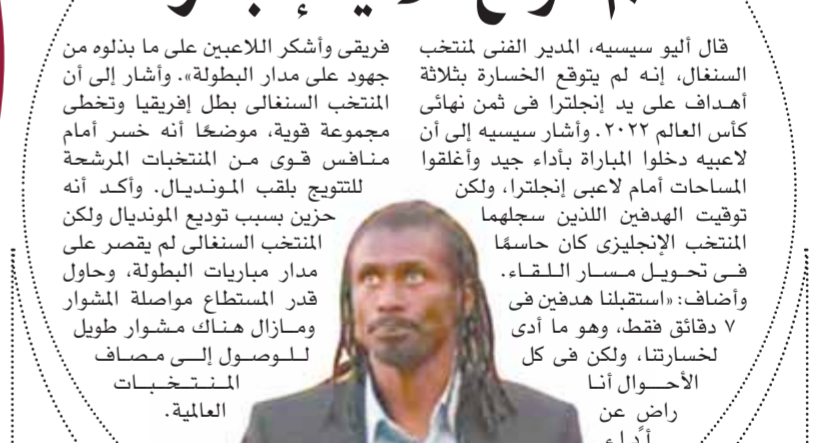 قال أليو سيسيه، المدير الفنى لمنتخب
السنغال، إنه لم يتوقع الخسارة بثلاثة
أهداف على يد إنجلترا فى ثمن نهائى
كأس العالم ٢٠٢٢. وأشار سيسيه إلى أن
لاعبيه دخلوا المباراة بأداء جيد وأغلقوا
المساحات أمام لاعبى إنجلترا، ولكن
توقيت الهدفين اللذين سجلهما
المنتخب الإنجليزى كان حاسمًا
فى تحويل مسار اللقاء.
وأضاف: «استقبلنا هدفين فى
٧ دقائق فقط، وهو ما أدى
لخسارتنا، ولكن فى كل
الأحوال أنا
راض عن
أداء
فريقى وأشكر اللاعبين على ما بذلوه من
جهود على مدار البطولة». وأشار إلى أن
المنتخب السنغالى بطل إفريقيا وتخطى
مجموعة قوية، موضحًا أنه خسر أمام
منافس قوى من المنتخبات المرشحة
للتتويج بلقب المونديال. وأكد أنه
حزين بسبب توديع المونديال ولكن
المنتخب السنغالى لم يقصر على
مدار مباريات البطولة، وحاول
قدر المستطاع مواصلة المشوار
ومازال هناك مشوار طويل
للوصول إلى مصاف
المنتخبات
العالمية.